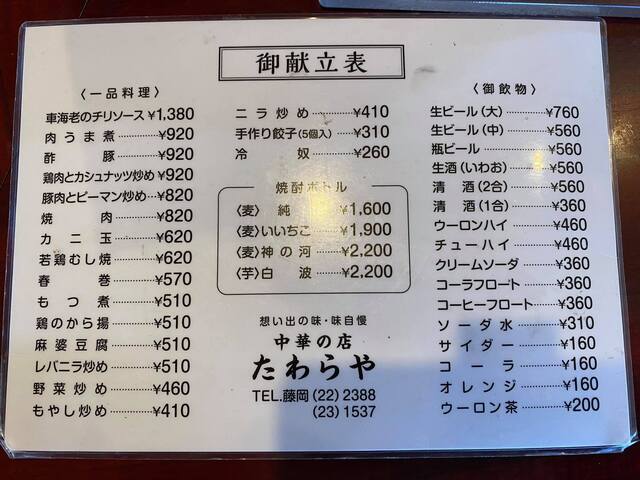 御献立表
〈一品料理〉
車海老のチリソース ¥1,380
肉うま煮 ¥920
酢豚 ¥920
鶏肉とカシュナッツ炒め ¥920
豚肉とピーマン炒め ¥820
焼肉 ¥820
カニ玉 ¥620
若鶏むし焼 ¥620
春巻 ¥570
もつ煮 ¥510
鶏のから揚 ¥510
麻婆豆腐 ¥510
レバニラ炒め ¥510
野菜炒め ¥460
もやし炒め ¥410
ニラ炒め ¥410
手作り餃子(5個入) ¥310
冷奴 ¥260
焼酎ボトル
〈麦〉純 ¥1,600
〈麦〉いいちこ ¥1,900
〈麦〉神の河 ¥2,200
〈芋〉白波 ¥2,200
想い出の味・味自慢
中華の店
たわらや
TEL.藤岡(22)2388
(23)1537
〈御飲物〉
生ビール(大) ¥760
生ビール(中) ¥560
瓶ビール ¥560
生酒(いわお) ¥560
清酒(2合) ¥560
清酒(1合) ¥360
ウーロンハイ ¥460
チューハイ ¥460
クリームソーダ ¥360
コーラフロート ¥360
コーヒーフロート ¥360
ソーダ水 ¥310
サイダー ¥160
コーラ ¥160
オレンジ ¥160
ウーロン茶 ¥200